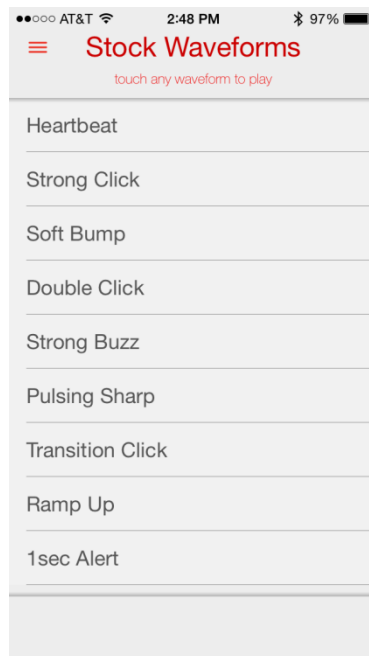 AT&T 2:48 PM 97%
Stock Waveforms
touch any waveform to play
Heartbeat
Strong Click
Soft Bump
Double Click
Strong Buzz
Pulsing Sharp
Transition Click
Ramp Up
1sec Alert